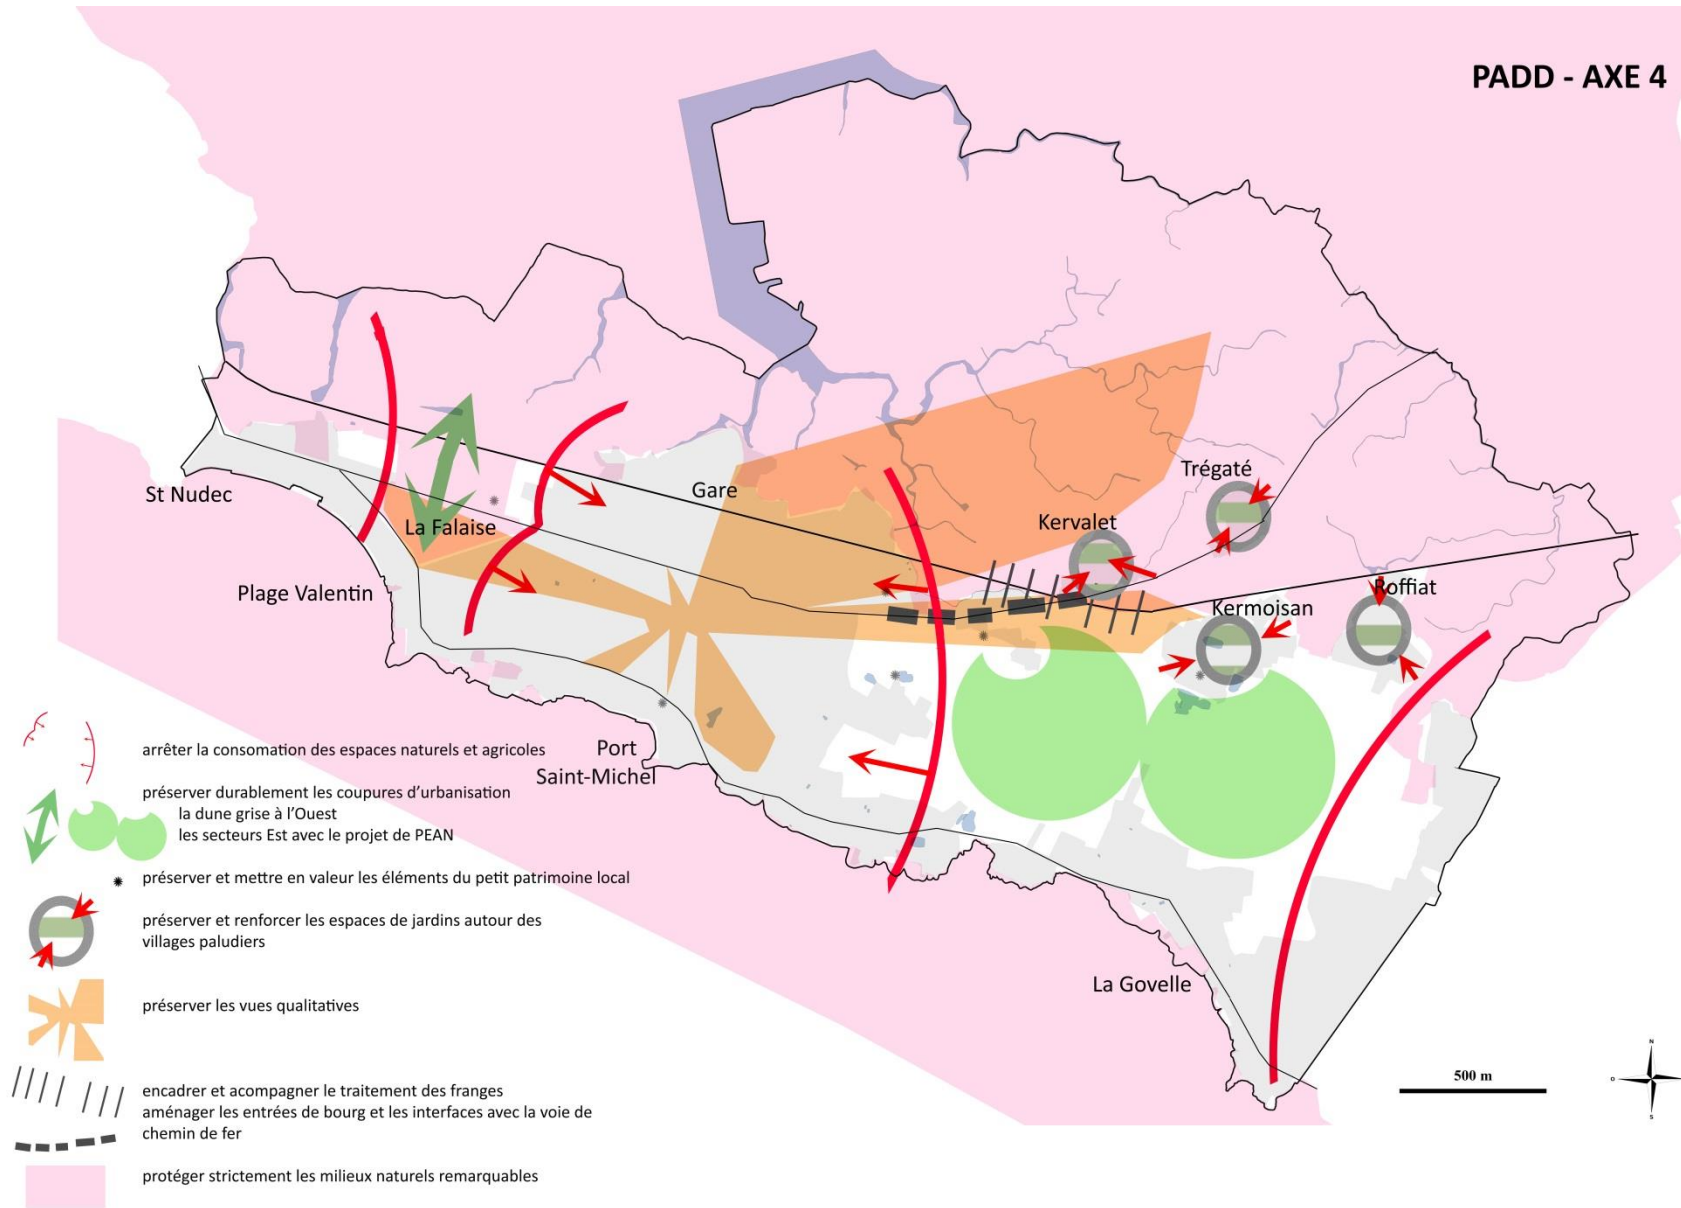 PADD - AXE 4
Trégaté
Gare
St Nudec
Kervalet
La Falaise
Roffiat
Plage Valentin
Kermoisan
Port
Saint-Michel
La Govelle
arrêter la consomation des espaces naturels et agricoles
préserver durablement les coupures d'urbanisation
la dune grise à l'Ouest
les secteurs Est avec le projet de PEAN
préserver et mettre en valeur les éléments du petit patrimoine local
préserver et renforcer les espaces de jardins autour des
villages paludiers
préserver les vues qualitatives
encadrer et acompagner le traitement des franges
aménager les entrées de bourg et les interfaces avec la voie de
chemin de fer
protéger strictement les milieux naturels remarquables
500 m
N
O
E
S